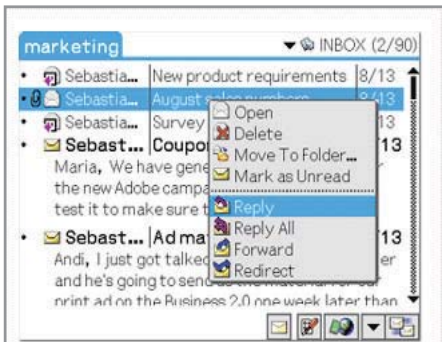 marketing INBOX (2/90)
Sebastia... New product requirements 8/13
Sebastia... August sales numbers 8/13
Open
Sebastia... Survey 13
Delete
Sebast... Coupo 13
Move To Folder...
Maria, We have gene r
Mark as Unread
the new Adobe campa
test it to make sure t
Reply
Sebast... Ad ma 13
Reply All
Andi, I just got talked er
Forward
and he's going to send
Redirect
print ad on the Business 2.0 one week later than